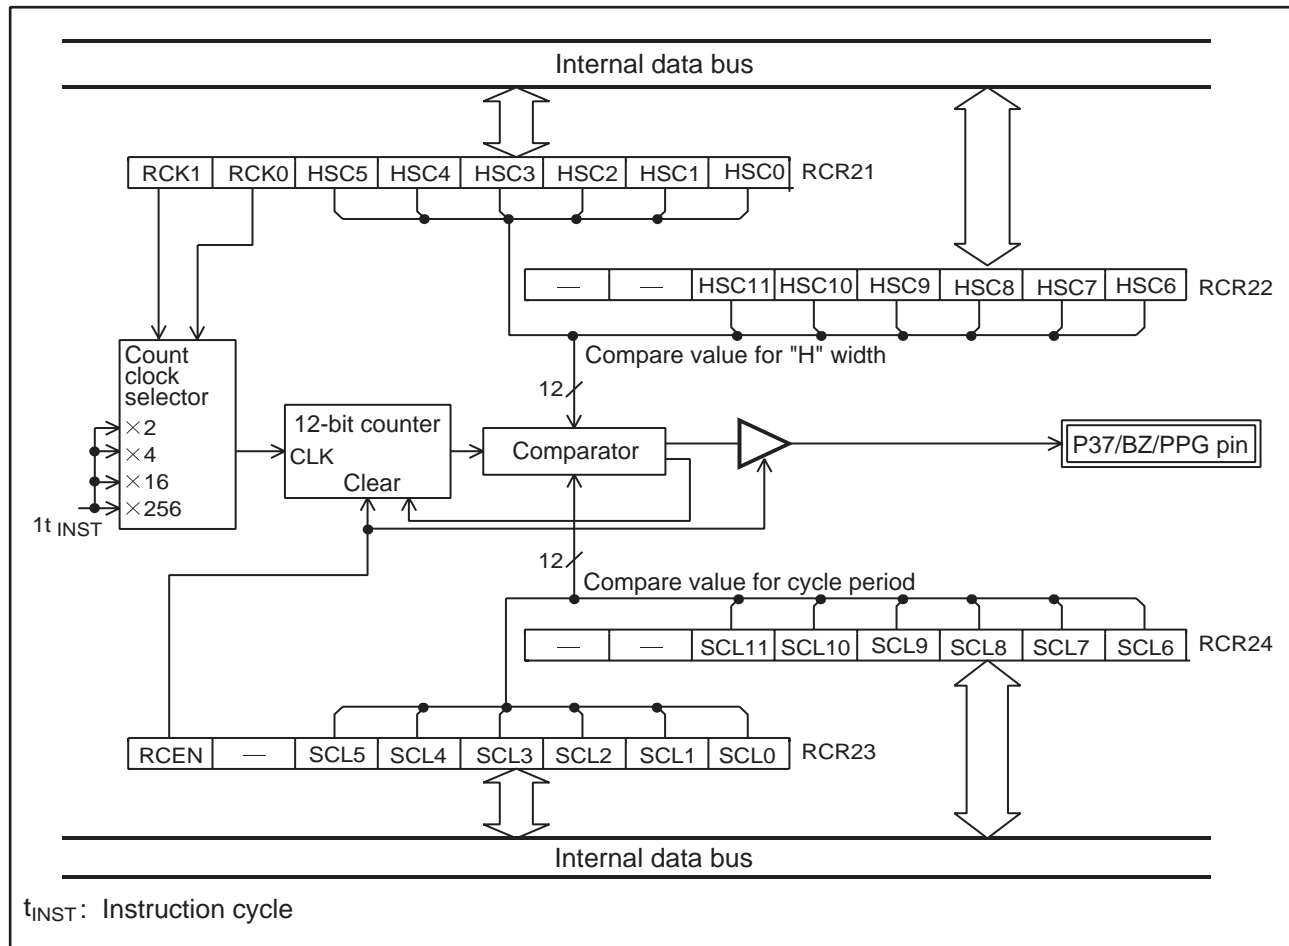 Internal data bus
RCK1 RCK0 HSC5 HSC4 HSC3 HSC2 HSC1 HSC0 RCR21
— — HSC11 HSC10 HSC9 HSC8 HSC7 HSC6 RCR22
Compare value for "H" width
Count
clock
selector
×2
×4
×16
×256
1t INST
12-bit counter
CLK
Clear
12
Comparator
P37/BZ/PPG pin
12
Compare value for cycle period
— — SCL11 SCL10 SCL9 SCL8 SCL7 SCL6 RCR24
RCEN — SCL5 SCL4 SCL3 SCL2 SCL1 SCL0 RCR23
Internal data bus
tINST : Instruction cycle